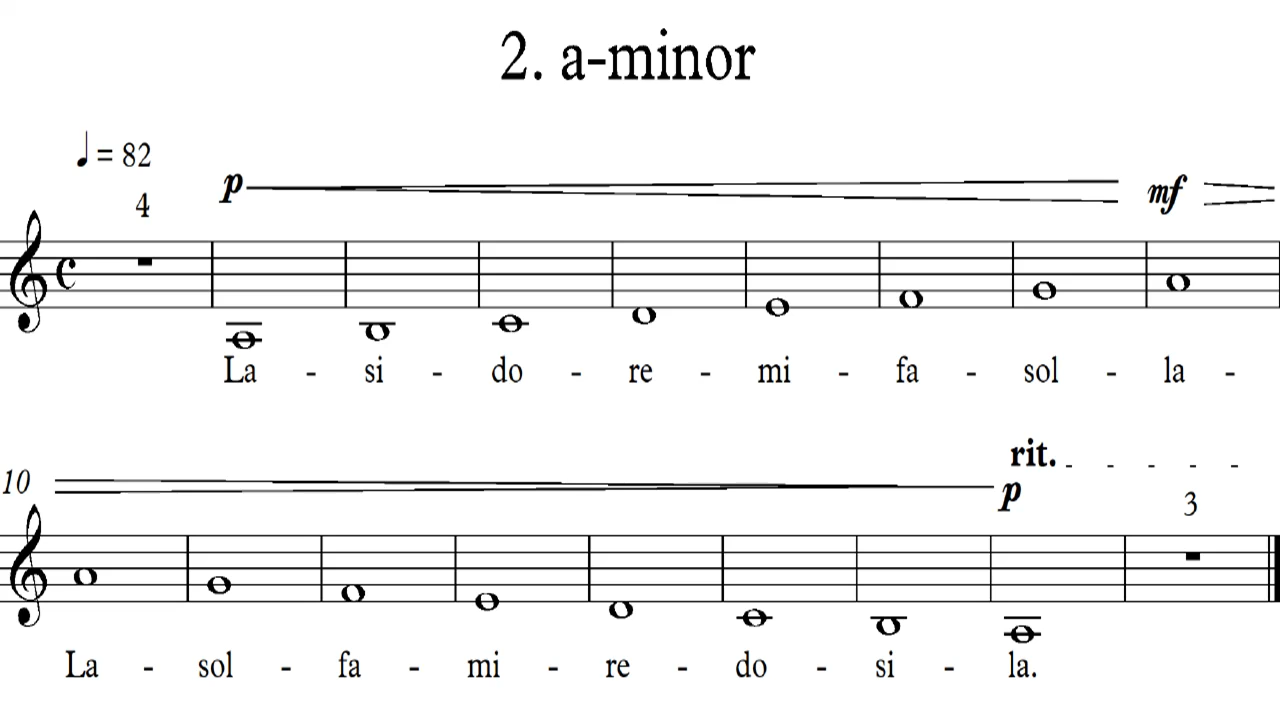 2. a-minor
= 82
4
p mf
La - si - do - re - mi - fa - sol - la -
rit. - - - - -
10
p
3
La - sol - fa - mi - re - do - si - la.